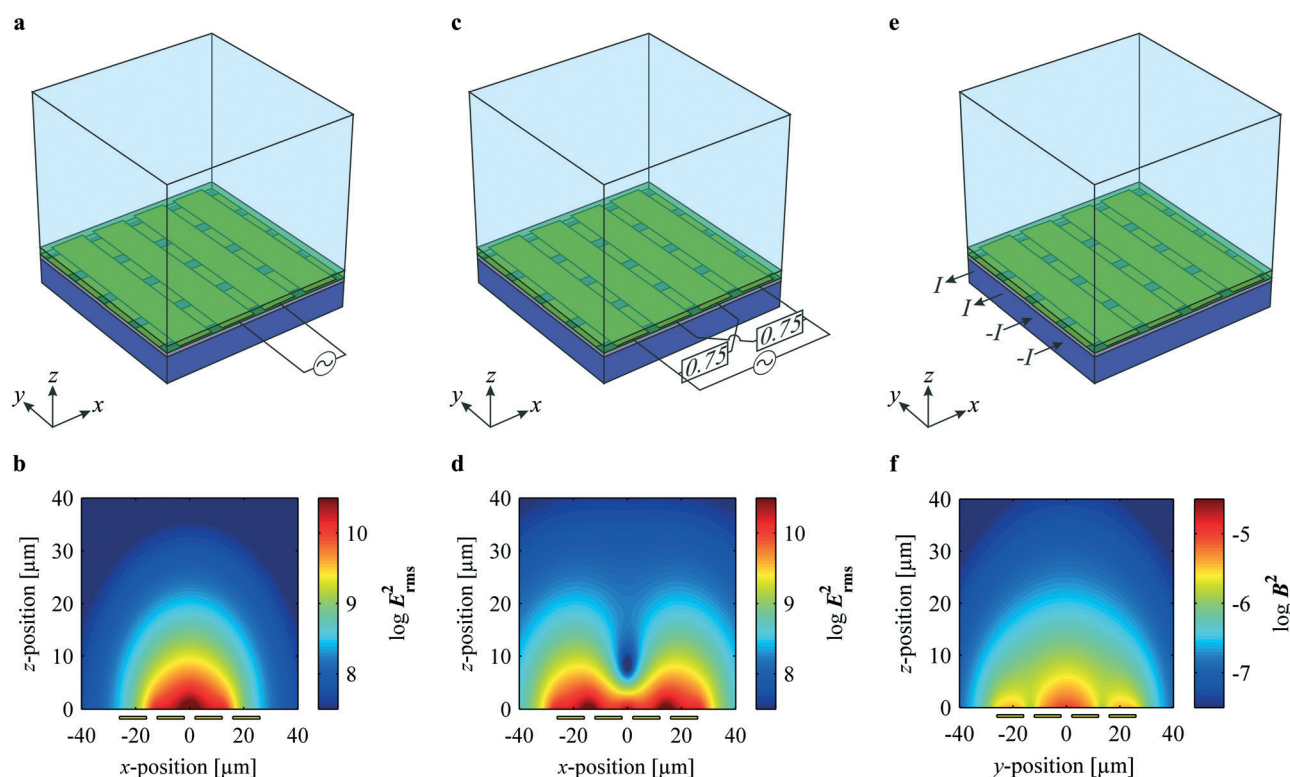 a
z
y
x
b
40
30
20
10
0
z-position [µm]
-40
-20
0
20
40
x-position [µm]
10
9
8
log E²rms
c
0.75
0.75
z
y
x
d
40
30
20
10
0
z-position [µm]
-40
-20
0
20
40
x-position [µm]
10
9
8
log E²rms
e
I
I
-I
-I
z
y
x
f
40
30
20
10
0
z-position [µm]
-40
-20
0
20
40
y-position [µm]
-5
-6
-7
log B²